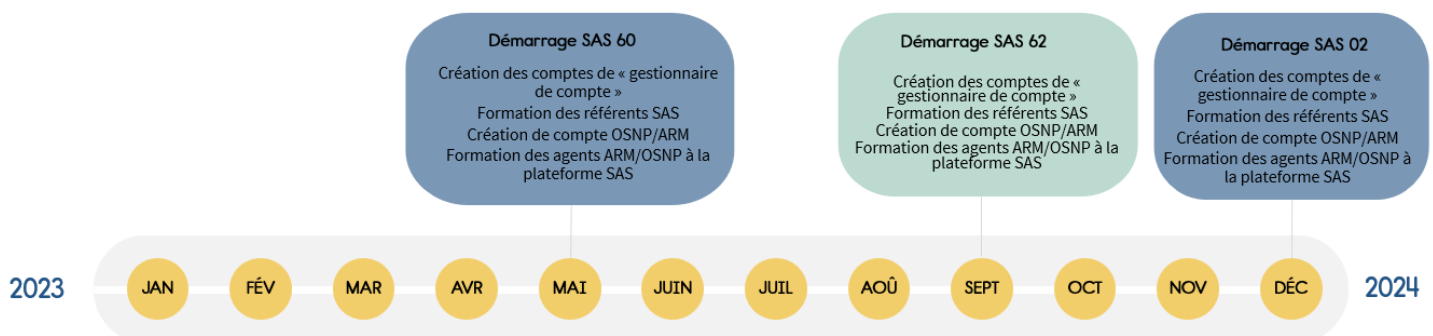 Démarrage SAS 60
Création des comptes de « gestionnaire
de compte »
Formation des référents SAS
Création de compte OSNP/ARM
Formation des agents ARM/OSNP à la
plateforme SAS
Démarrage SAS 62
Création des comptes de «
gestionnaire de compte »
Formation des référents SAS
Création de compte OSNP/ARM
Formation des agents ARM/OSNP à la
plateforme SAS
Démarrage SAS 02
Création des comptes de «
gestionnaire de compte »
Formation des référents SAS
Création de compte OSNP/ARM
Formation des agents ARM/OSNP à
la plateforme SAS
2023 JAN FÉV MAR AVR MAI JUIN JUIL AOÛ SEPT OCT NOV DÉC 2024